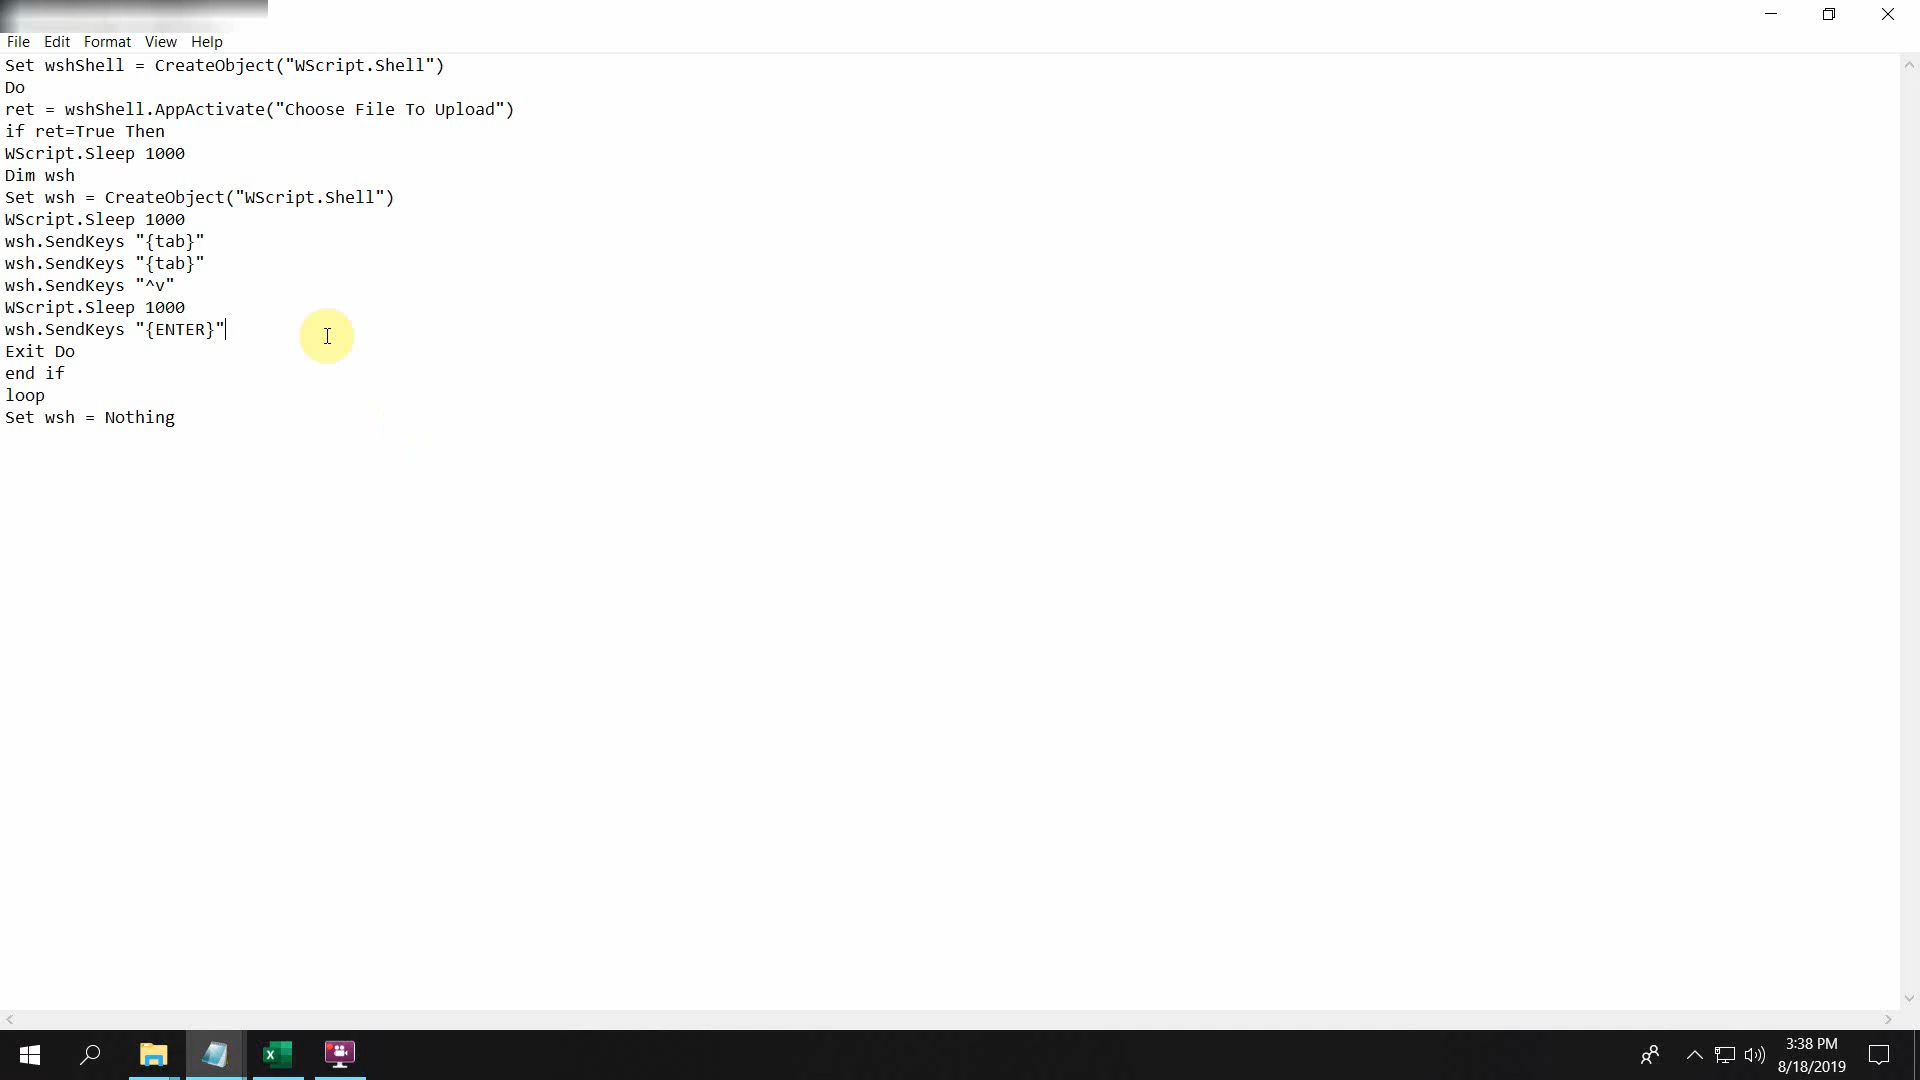 File Edit Format View Help
Set wshShell = CreateObject("WScript.Shell")
Do
ret = wshShell.AppActivate("Choose File To Upload")
if ret=True Then
WScript.Sleep 1000
Dim wsh
Set wsh = CreateObject("WScript.Shell")
WScript.Sleep 1000
wsh.SendKeys "{tab}"
wsh.SendKeys "{tab}"
wsh.SendKeys "^v"
WScript.Sleep 1000
wsh.SendKeys "{ENTER}"
Exit Do
end if
loop
Set wsh = Nothing
3:38 PM
8/18/2019